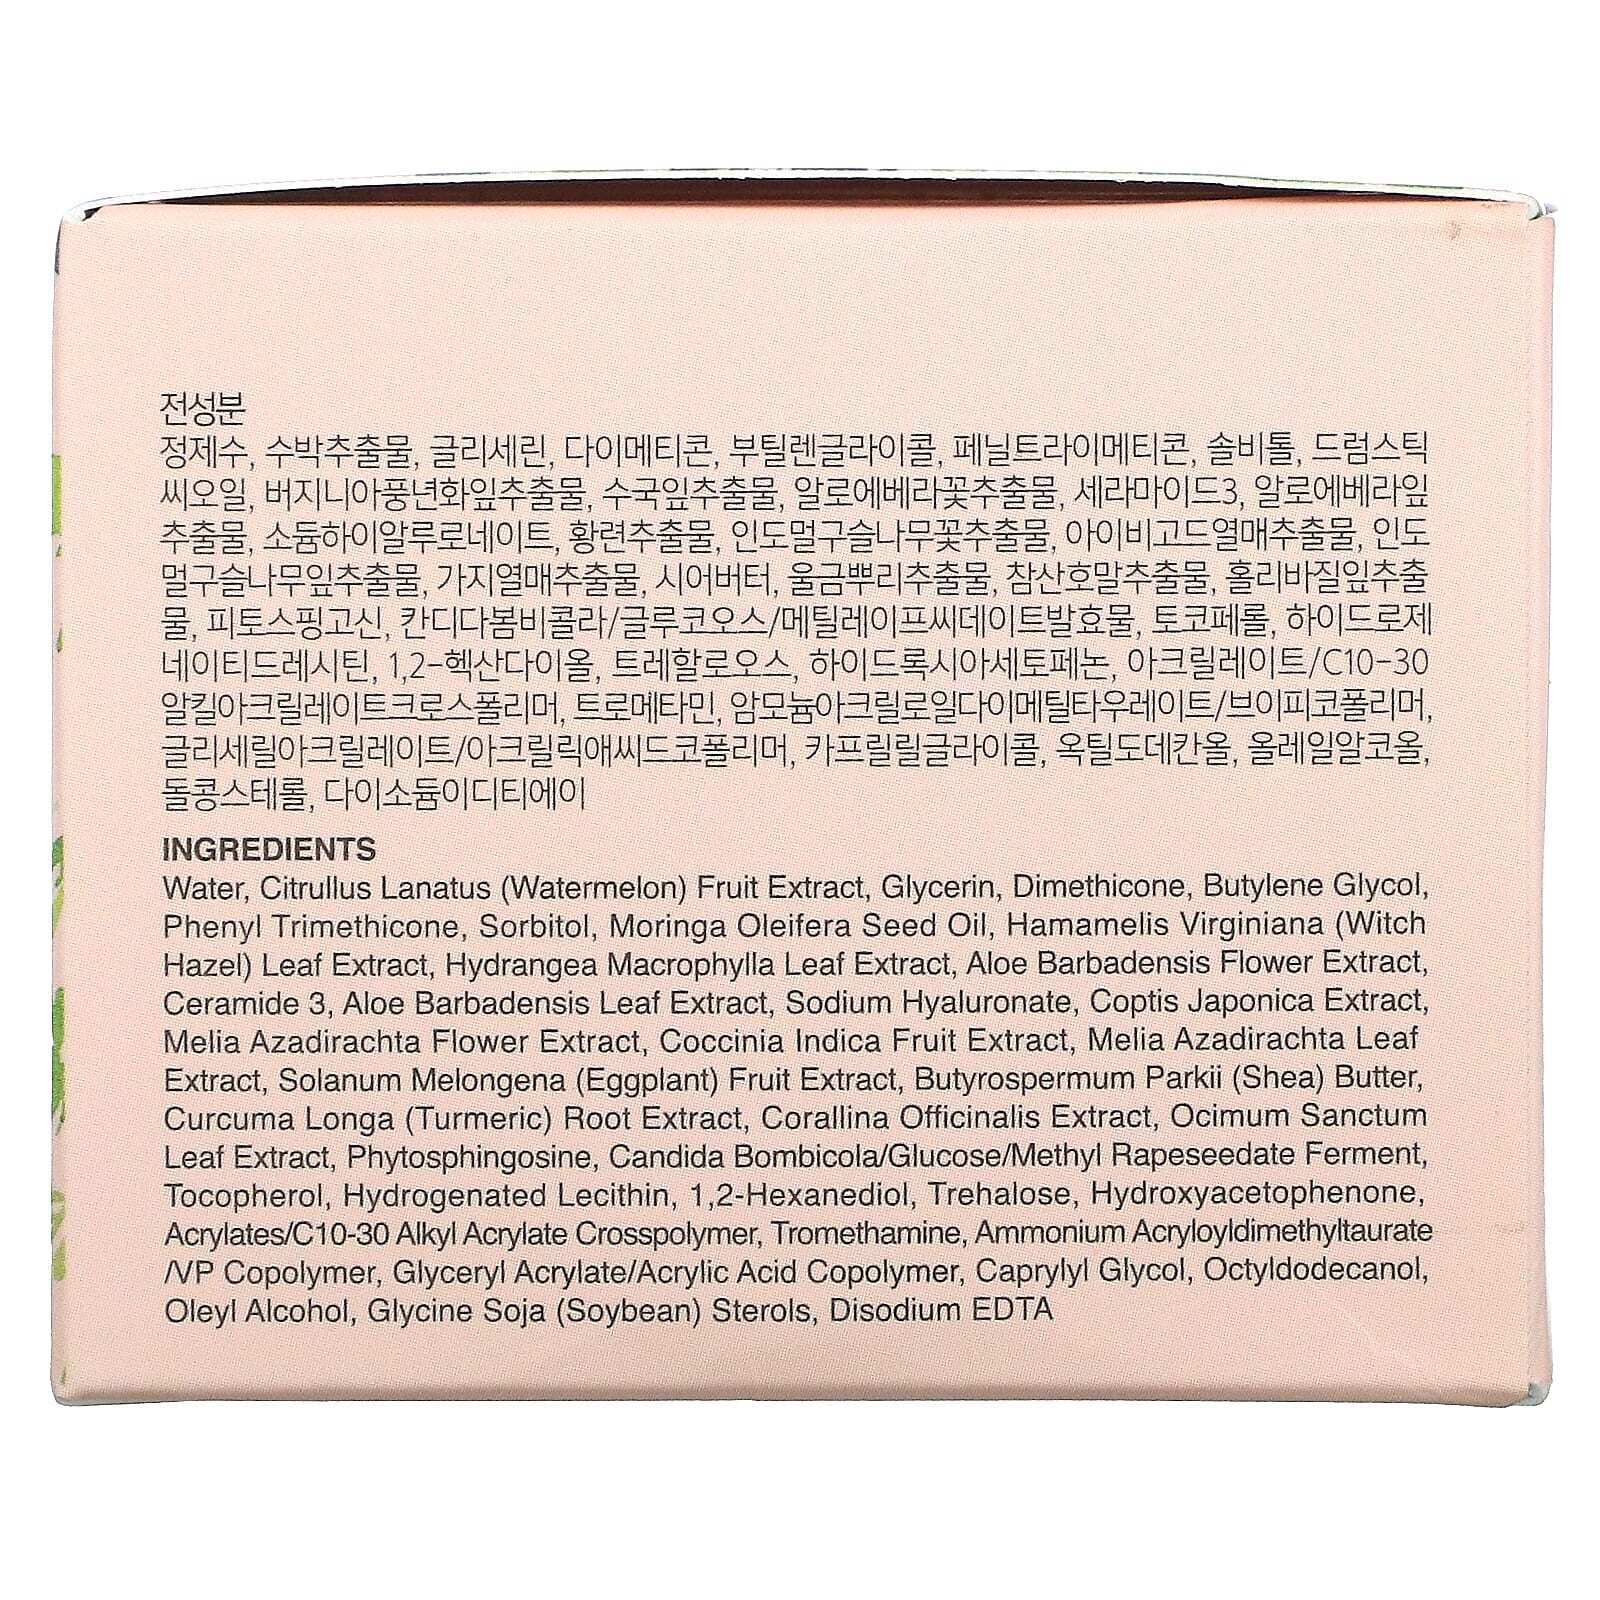 전성분
정제수, 수박추출물, 글리세린, 다이메티콘, 부틸렌글라이콜, 페닐트라이메티콘, 솔비톨, 드럼스틱
씨오일, 버지니아풍년화잎추출물, 수국잎추출물, 알로에베라꽃추출물, 세라마이드3, 알로에베라잎
추출물, 소듐하이알루로네이트, 황련추출물, 인도멀구슬나무꽃추출물, 아이비고드열매추출물, 인도
멀구슬나무잎추출물, 가지열매추출물, 시어버터, 울금뿌리추출물, 참산호말추출물, 홀리바질잎추출
물, 피토스핑고신, 칸디다봄비콜라/글루코오스/메틸레이프씨데이트발효물, 토코페롤, 하이드로제
네이티드레시틴, 1,2-헥산다이올, 트레할로오스, 하이드록시아세토페논, 아크릴레이트/C10-30
알킬아크릴레이트크로스폴리머, 트로메타민, 암모늄아크릴로일다이메틸타우레이트/브이피코폴리머,
글리세릴아크릴레이트/아크릴릭애씨드코폴리머, 카프릴릴글라이콜, 옥틸도데칸올, 올레일알코올,
돌콩스테롤, 다이소듐이디티에이
INGREDIENTS
Water, Citrullus Lanatus (Watermelon) Fruit Extract, Glycerin, Dimethicone, Butylene Glycol,
Phenyl Trimethicone, Sorbitol, Moringa Oleifera Seed Oil, Hamamelis Virginiana (Witch
Hazel) Leaf Extract, Hydrangea Macrophylla Leaf Extract, Aloe Barbadensis Flower Extract,
Ceramide 3, Aloe Barbadensis Leaf Extract, Sodium Hyaluronate, Coptis Japonica Extract,
Melia Azadirachta Flower Extract, Coccinia Indica Fruit Extract, Melia Azadirachta Leaf
Extract, Solanum Melongena (Eggplant) Fruit Extract, Butyrospermum Parkii (Shea) Butter,
Curcuma Longa (Turmeric) Root Extract, Corallina Officinalis Extract, Ocimum Sanctum
Leaf Extract, Phytosphingosine, Candida Bombicola/Glucose/Methyl Rapeseedate Ferment,
Tocopherol, Hydrogenated Lecithin, 1,2-Hexanediol, Trehalose, Hydroxyacetophenone,
Acrylates/C10-30 Alkyl Acrylate Crosspolymer, Tromethamine, Ammonium Acryloyldimethyltaurate
/VP Copolymer, Glyceryl Acrylate/Acrylic Acid Copolymer, Caprylyl Glycol, Octyldodecanol,
Oleyl Alcohol, Glycine Soja (Soybean) Sterols, Disodium EDTA